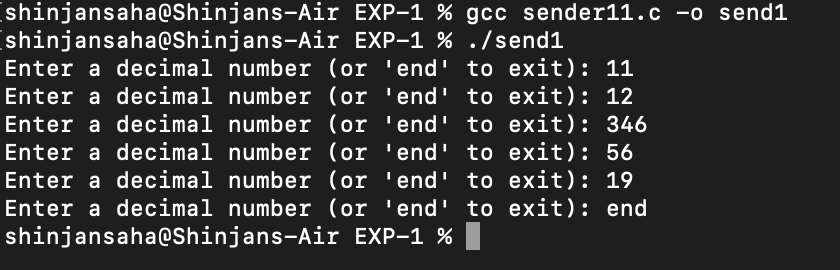 shinjansaha@Shinjans-Air EXP-1 % gcc sender11.c -o send1
shinjansaha@Shinjans-Air EXP-1 % ./send1
Enter a decimal number (or 'end' to exit): 11
Enter a decimal number (or 'end' to exit): 12
Enter a decimal number (or 'end' to exit): 346
Enter a decimal number (or 'end' to exit): 56
Enter a decimal number (or 'end' to exit): 19
Enter a decimal number (or 'end' to exit): end
shinjansaha@Shinjans-Air EXP-1 %